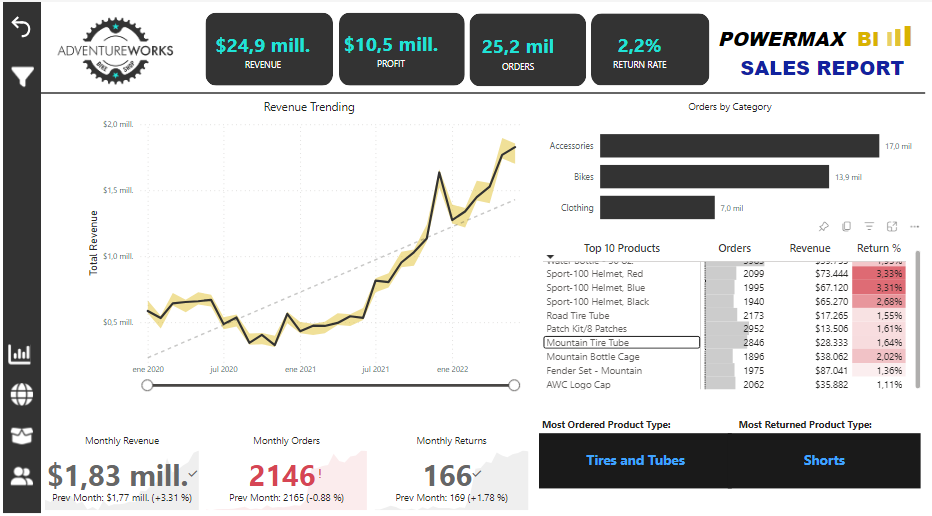 ADVENTUREWORKS
BIKE SHOP
$24,9 mill.
REVENUE
$10,5 mill.
PROFIT
25,2 mil
ORDERS
2,2%
RETURN RATE
POWERMAX BI
SALES REPORT
Revenue Trending
Total Revenue
$2,0 mill.
$1,5 mill.
$1,0 mill.
$0,5 mill.
ene 2020
jul 2020
ene 2021
jul 2021
ene 2022
Orders by Category
Accessories 17,0 mil
Bikes 13,9 mil
Clothing 7,0 mil
Top 10 Products Orders Revenue Return %
Sport-100 Helmet, Red 2099 $73.444 3,33%
Sport-100 Helmet, Blue 1995 $67.120 3,31%
Sport-100 Helmet, Black 1940 $65.270 2,68%
Road Tire Tube 2173 $17.265 1,55%
Patch Kit/8 Patches 2952 $13.506 1,61%
Mountain Tire Tube 2846 $28.333 1,64%
Mountain Bottle Cage 1896 $38.062 2,02%
Fender Set - Mountain 1975 $87.041 1,36%
AWC Logo Cap 2062 $35.882 1,11%
Monthly Revenue
$1,83 mill.
Prev Month: $1,77 mill. (+3.31 %)
Monthly Orders
2146!
Prev Month: 2165 (-0.88 %)
Monthly Returns
166
Prev Month: 169 (+1.78 %)
Most Ordered Product Type:
Tires and Tubes
Most Returned Product Type:
Shorts